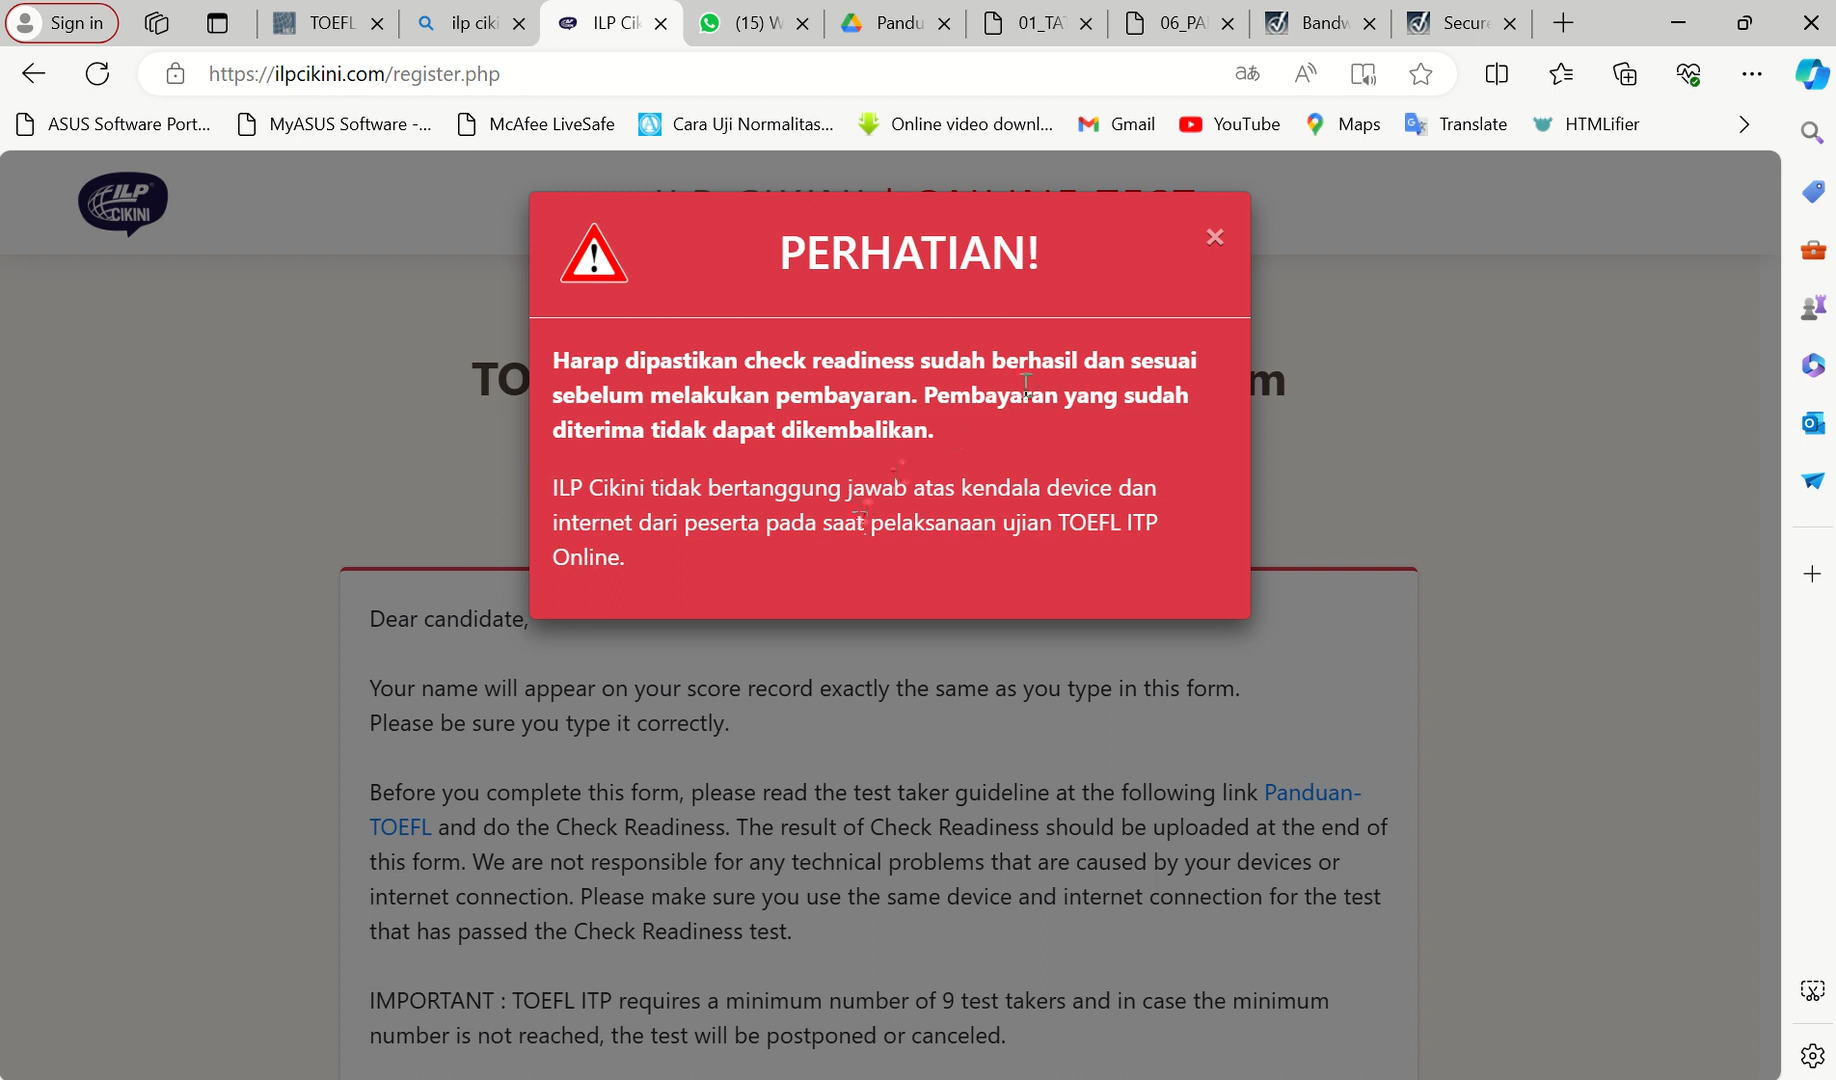 Sign in
TOEFL
ilp ciki
ILP Cik
(15) W
Pandu
01_TA
06_PA
Bandw
Secure
https://ilpcikini.com/register.php
ASUS Software Port...
MyASUS Software -...
McAfee LiveSafe
Cara Uji Normalitas...
Online video downl...
Gmail
YouTube
Maps
Translate
HTMLifier
ILP
CIKINI
PERHATIAN!
Harap dipastikan check readiness sudah berhasil dan sesuai
sebelum melakukan pembayaran. Pembayaran yang sudah
diterima tidak dapat dikembalikan.
ILP Cikini tidak bertanggung jawab atas kendala device dan
internet dari peserta pada saat pelaksanaan ujian TOEFL ITP
Online.
Dear candidate,
Your name will appear on your score record exactly the same as you type in this form.
Please be sure you type it correctly.
Before you complete this form, please read the test taker guideline at the following link Panduan-
TOEFL and do the Check Readiness. The result of Check Readiness should be uploaded at the end of
this form. We are not responsible for any technical problems that are caused by your devices or
internet connection. Please make sure you use the same device and internet connection for the test
that has passed the Check Readiness test.
IMPORTANT : TOEFL ITP requires a minimum number of 9 test takers and in case the minimum
number is not reached, the test will be postponed or canceled.